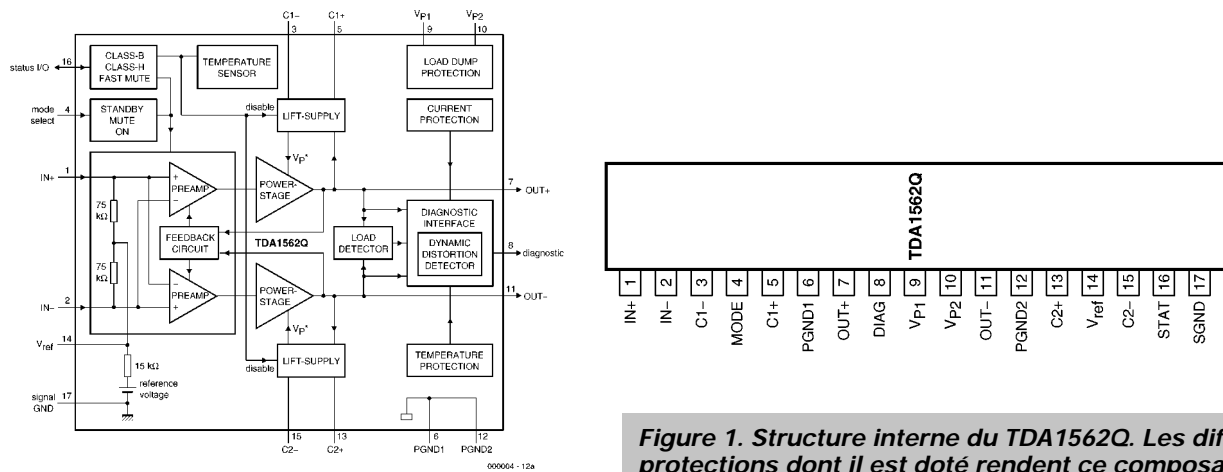 C1– C1+ VP1 VP2
3 5 9 10
status I/O 16
CLASS-B
CLASS-H
FAST MUTE
TEMPERATURE
SENSOR
LOAD DUMP
PROTECTION
mode
select
4
STANDBY
MUTE
ON
disable
LIFT-SUPPLY
CURRENT
PROTECTION
VP*
IN+ 1
+
–
PREAMP
POWER-
STAGE
7 OUT+
75
kΩ
FEEDBACK
CIRCUIT
TDA1562Q
LOAD
DETECTOR
DIAGNOSTIC
INTERFACE
DYNAMIC
DISTORTION
DETECTOR
8 diagnostic
75
kΩ
IN– 2
–
+
PREAMP
POWER-
STAGE
11 OUT–
VP*
Vref 14
disable
LIFT-SUPPLY
TEMPERATURE
PROTECTION
15 kΩ
reference
voltage
signal
GND
17
15 13 6 12
C2– C2+ PGND1 PGND2
000004 - 12a
TDA1562Q
1 2 3 4 5 6 7 8 9 10 11 12 13 14 15 16 17
IN+ IN– C1– MODE C1+ PGND1 OUT+ DIAG VP1 VP2 OUT– PGND2 C2+ Vref C2– STAT SGND
Figure 1. Structure interne du TDA1562Q. Les dif
protections dont il est doté rendent ce composa